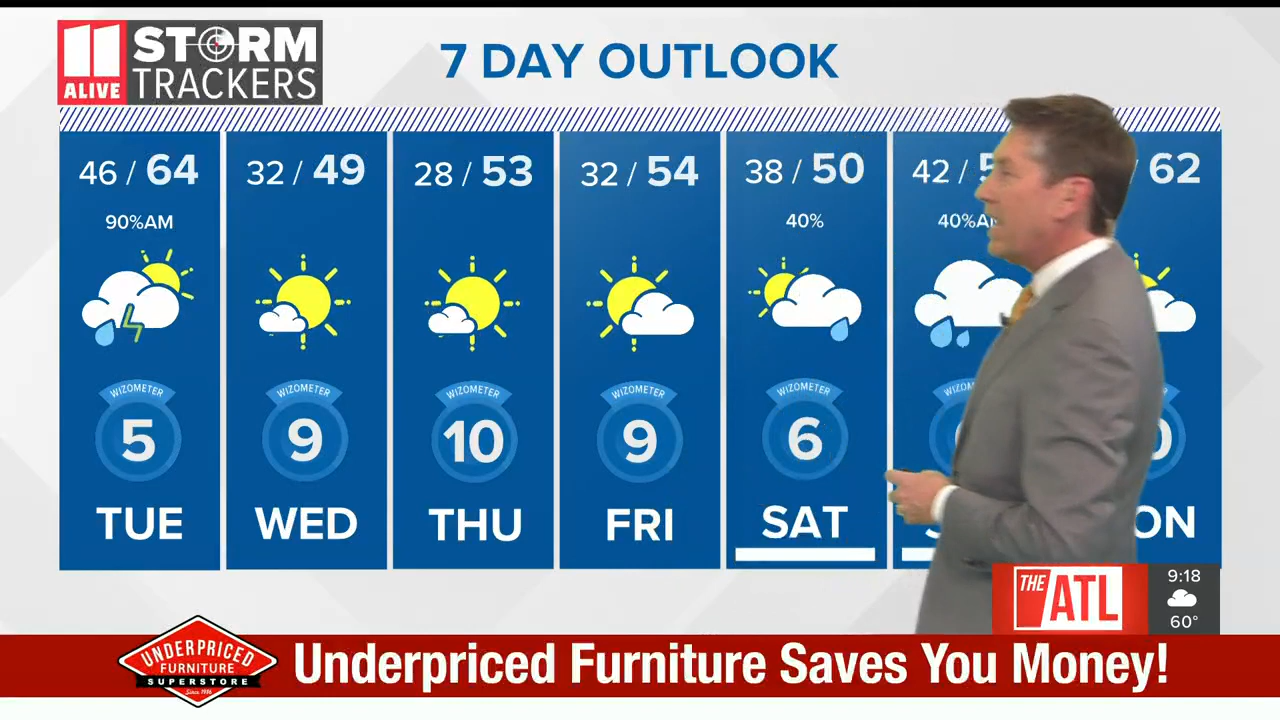 11
ALIVE
STORM
TRACKERS
7 DAY OUTLOOK
46 / 64
90%AM
WIZOMETER
5
TUE
32 / 49
WIZOMETER
9
WED
28 / 53
WIZOMETER
10
THU
32 / 54
WIZOMETER
9
FRI
38 / 50
40%
WIZOMETER
6
SAT
42 /
40%
62
THE
ATL
9:18
60°
UNDERPRICED
FURNITURE
SUPERSTORE
Since 1986
Underpriced Furniture Saves You Money!